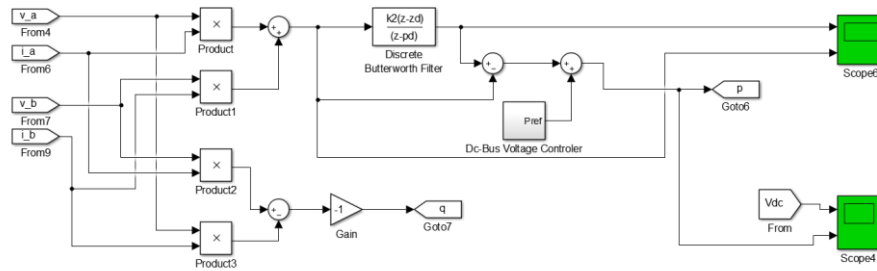 v_a
From4
i_a
From6
v_b
From7
i_b
From9
×
Product
×
Product1
×
Product2
×
Product3
k2(z-zd)
(z-pd)
Discrete
Butterworth Filter
Pref
Dc-Bus Voltage Controler
-1
Gain
q
Goto7
p
Goto6
Scope6
Vdc
From
Scope4